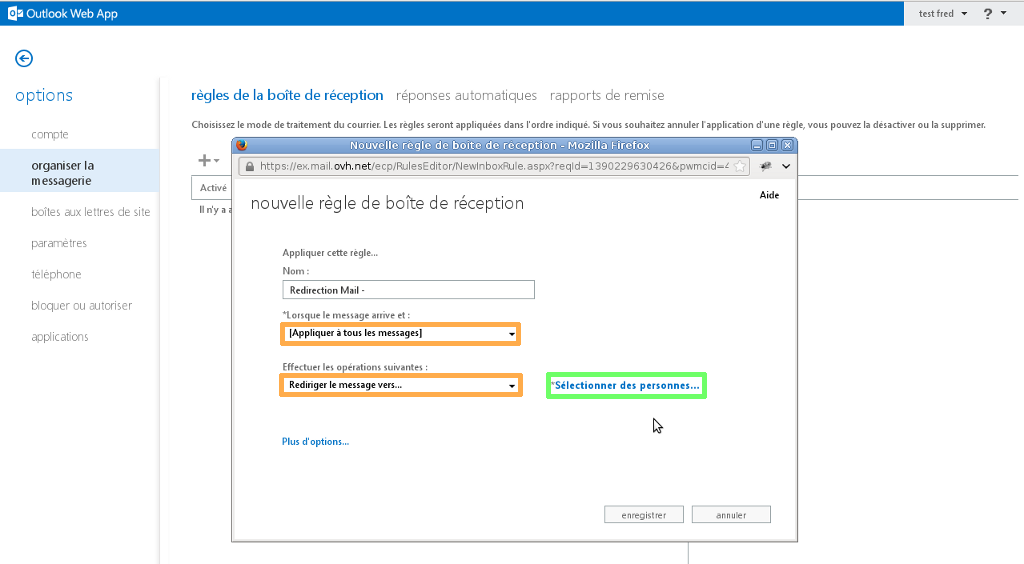 Outlook Web App
test fred
?
options
règles de la boîte de réception
réponses automatiques
rapports de remise
compte
organiser la
messagerie
boîtes aux lettres de site
paramètres
téléphone
bloquer ou autoriser
applications
Choisissez le mode de traitement du courrier. Les règles seront appliquées dans l'ordre indiqué. Si vous souhaitez annuler l'application d'une règle, vous pouvez la désactiver ou la supprimer.
Activé
Il n'y a a
Nouvelle règle de boîte de réception - Mozilla Firefox
https://ex.mail.ovh.net/ecp/RulesEditor/NewInboxRule.aspx?reqId=1390229630426&pwmcid=4
Aide
nouvelle règle de boîte de réception
Appliquer cette règle...
Nom :
Redirection Mail -
*Lorsque le message arrive et :
[Appliquer à tous les messages]
Effectuer les opérations suivantes :
Rediriger le message vers...
*Sélectionner des personnes...
Plus d'options...
enregistrer
annuler